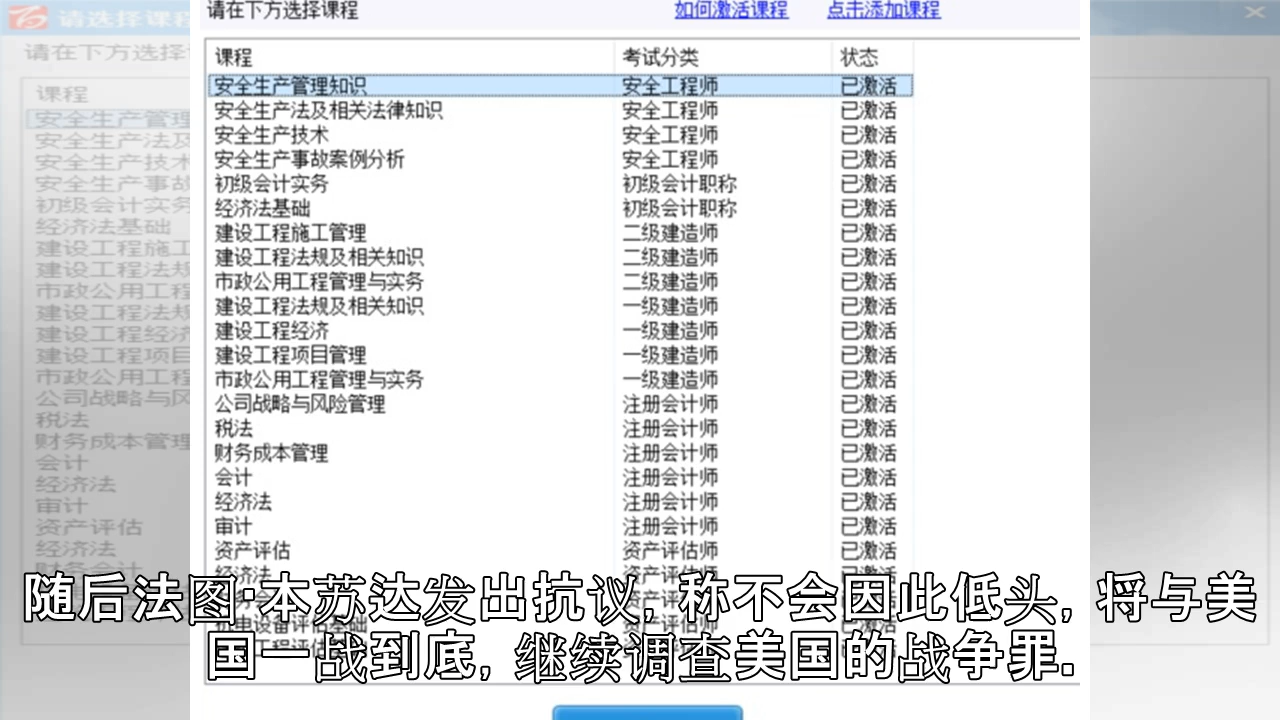 请选择课程
请在下方选择课程 如何激活课程 点击添加课程
课程 考试分类 状态
安全生产管理知识 安全工程师 已激活
安全生产法及相关法律知识 安全工程师 已激活
安全生产技术 安全工程师 已激活
安全生产事故案例分析 安全工程师 已激活
初级会计实务 初级会计职称 已激活
经济法基础 初级会计职称 已激活
建设工程施工管理 二级建造师 已激活
建设工程法规及相关知识 二级建造师 已激活
市政公用工程管理与实务 二级建造师 已激活
建设工程法规及相关知识 一级建造师 已激活
建设工程经济 一级建造师 已激活
建设工程项目管理 一级建造师 已激活
市政公用工程管理与实务 一级建造师 已激活
公司战略与风险管理 注册会计师 已激活
税法 注册会计师 已激活
财务成本管理 注册会计师 已激活
会计 注册会计师 已激活
经济法 注册会计师 已激活
审计 注册会计师 已激活
资产评估 资产评估师 已激活
经济法 资产评估师 已激活
随后法图·本苏达发出抗议, 称不会因此低头, 将与美
国一战到底, 继续调查美国的战争罪.